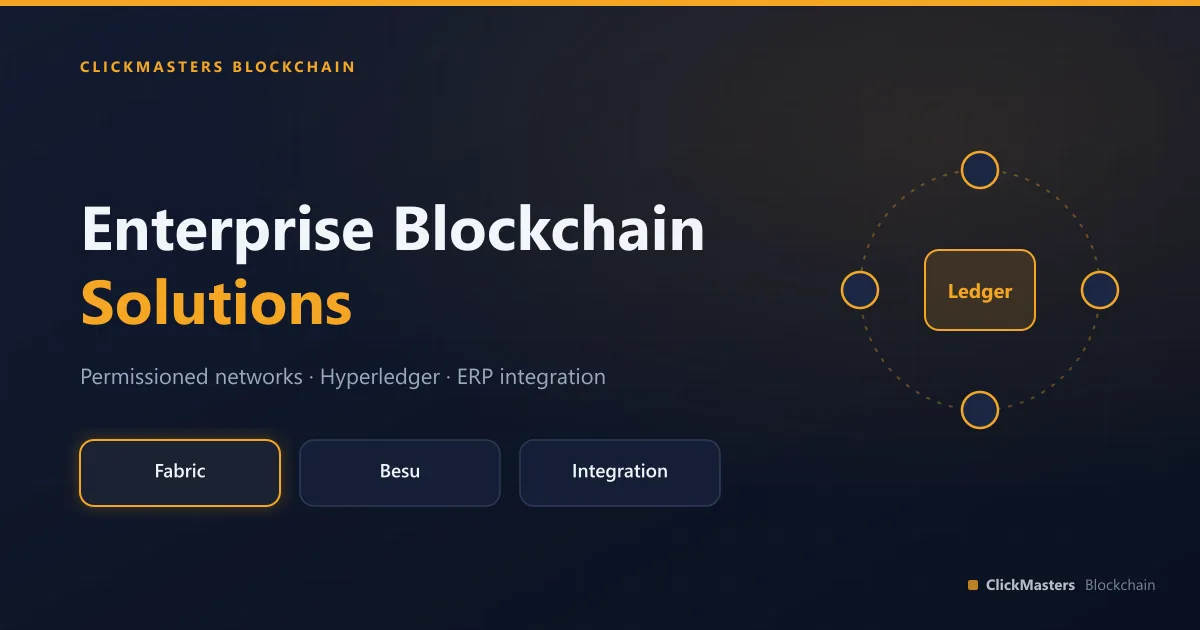 CLICKMASTERS BLOCKCHAIN
Enterprise Blockchain
Solutions
Permissioned networks · Hyperledger · ERP integration
Fabric
Besu
Integration
Ledger
ClickMasters Blockchain